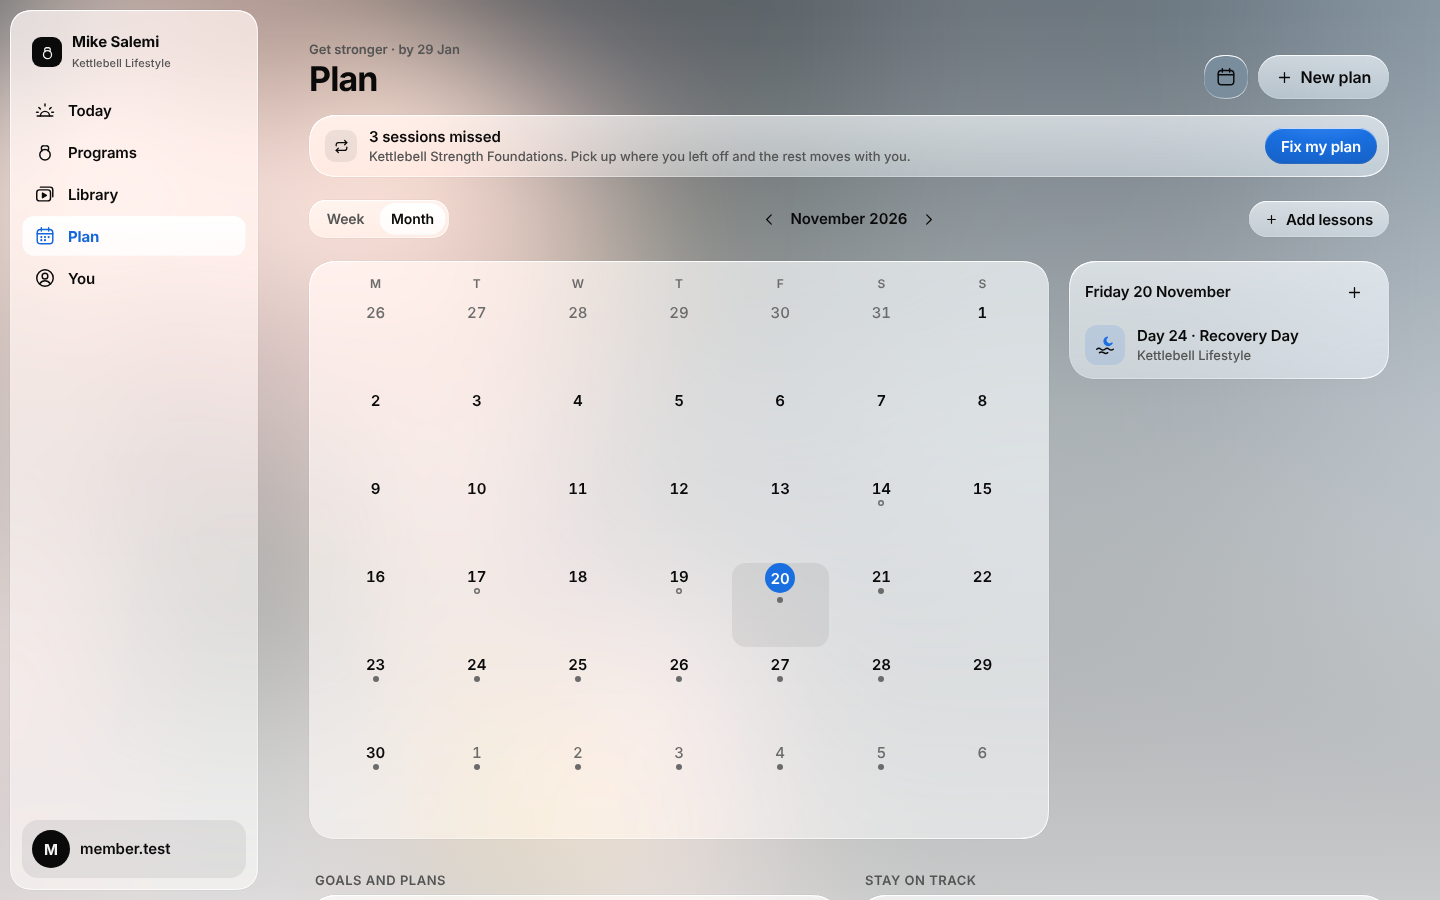 Mike Salemi
Kettlebell Lifestyle
Today
Programs
Library
Plan
You
M
member.test
Get stronger · by 29 Jan
Plan
New plan
3 sessions missed
Kettlebell Strength Foundations. Pick up where you left off and the rest moves with you.
Fix my plan
Week Month
November 2026
Add lessons
M T W T F S S
26 27 28 29 30 31 1
2 3 4 5 6 7 8
9 10 11 12 13 14 15
16 17 18 19 20 21 22
23 24 25 26 27 28 29
30 1 2 3 4 5 6
Friday 20 November
Day 24 · Recovery Day
Kettlebell Lifestyle
GOALS AND PLANS
STAY ON TRACK